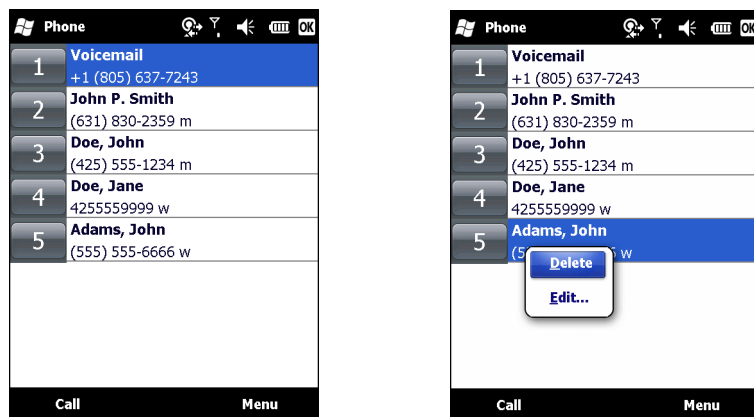 Phone OK
1 Voicemail
+1 (805) 637-7243
2 John P. Smith
(631) 830-2359 m
3 Doe, John
(425) 555-1234 m
4 Doe, Jane
4255559999 w
5 Adams, John
(555) 555-6666 w
Call Menu
Phone OK
1 Voicemail
+1 (805) 637-7243
2 John P. Smith
(631) 830-2359 m
3 Doe, John
(425) 555-1234 m
4 Doe, Jane
4255559999 w
5 Adams, John
(5 w
Delete
Edit...
Call Menu